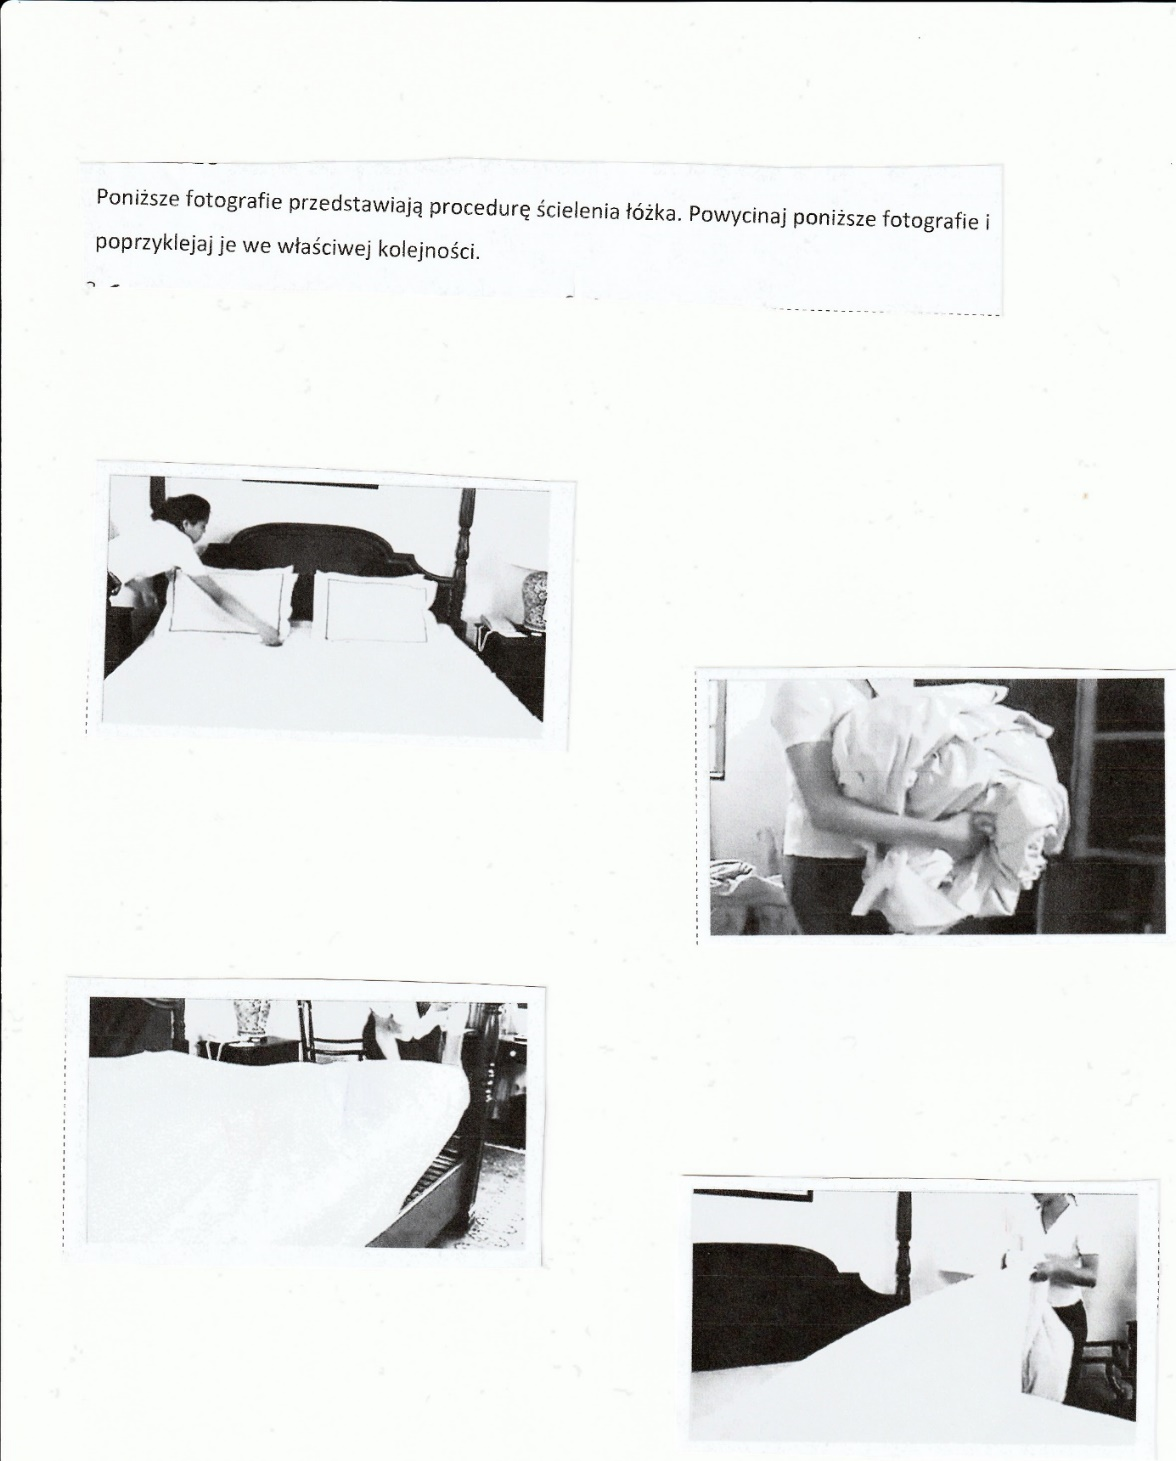 Poniższe fotografie przedstawiają procedurę ścielenia łóżka. Powycinaj poniższe fotografie i
poprzyklejaj je we właściwej kolejności.